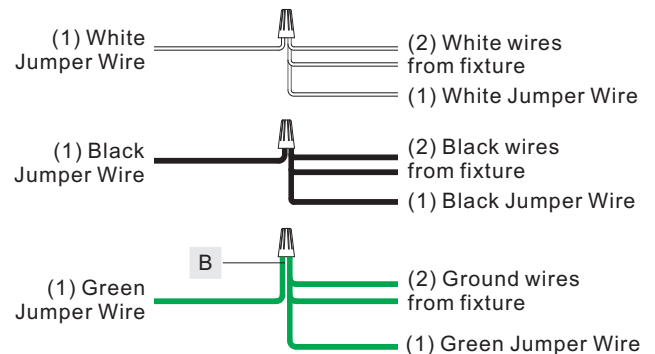 (1) White
Jumper Wire
(2) White wires
from fixture
(1) White Jumper Wire
(1) Black
Jumper Wire
(2) Black wires
from fixture
(1) Black Jumper Wire
B
(1) Green
Jumper Wire
(2) Ground wires
from fixture
(1) Green Jumper Wire